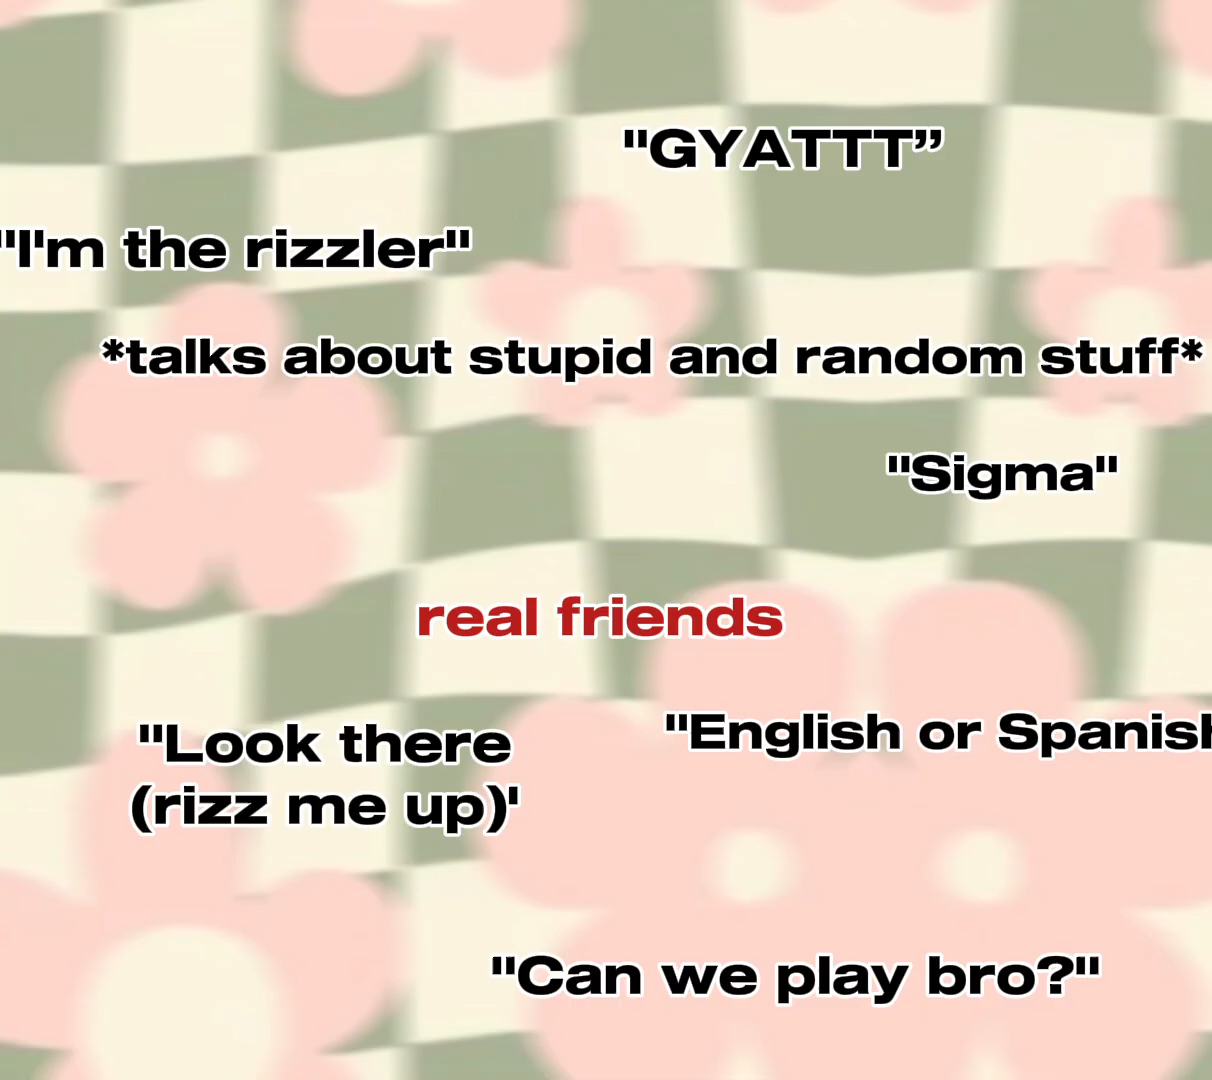 "GYATTT”
"I'm the rizzler"
*talks about stupid and random stuff*
"Sigma"
real friends
"Look there
(rizz me up)'
"English or Spanish
"Can we play bro?"